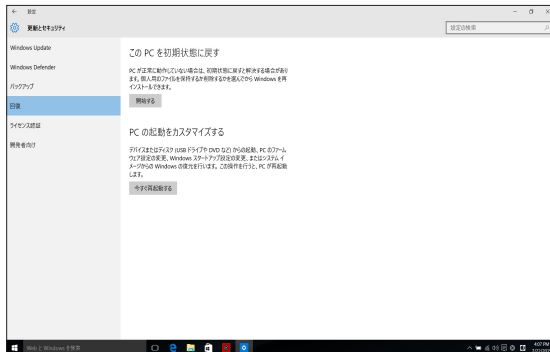 設定
更新とセキュリティ
設定の検索
Windows Update
Windows Defender
バックアップ
回復
ライセンス認証
開発者向け
この PC を初期状態に戻す
PC が正常に動作していない場合は、初期状態に戻すと解決する場合があり
ます。個人用のファイルを保持するか削除するかを選んでから Windows を再
インストールできます。
開始する
PC の起動をカスタマイズする
デバイスまたはディスク (USB ドライブや DVD など) からの起動、PC のファーム
ウェア設定の変更、Windows スタートアップ設定の変更、またはシステム イ
メージからの Windows の復元を行います。この操作を行うと、PC が再起動
します。
今すぐ再起動する
Web と Windows を検索
4:07 PM